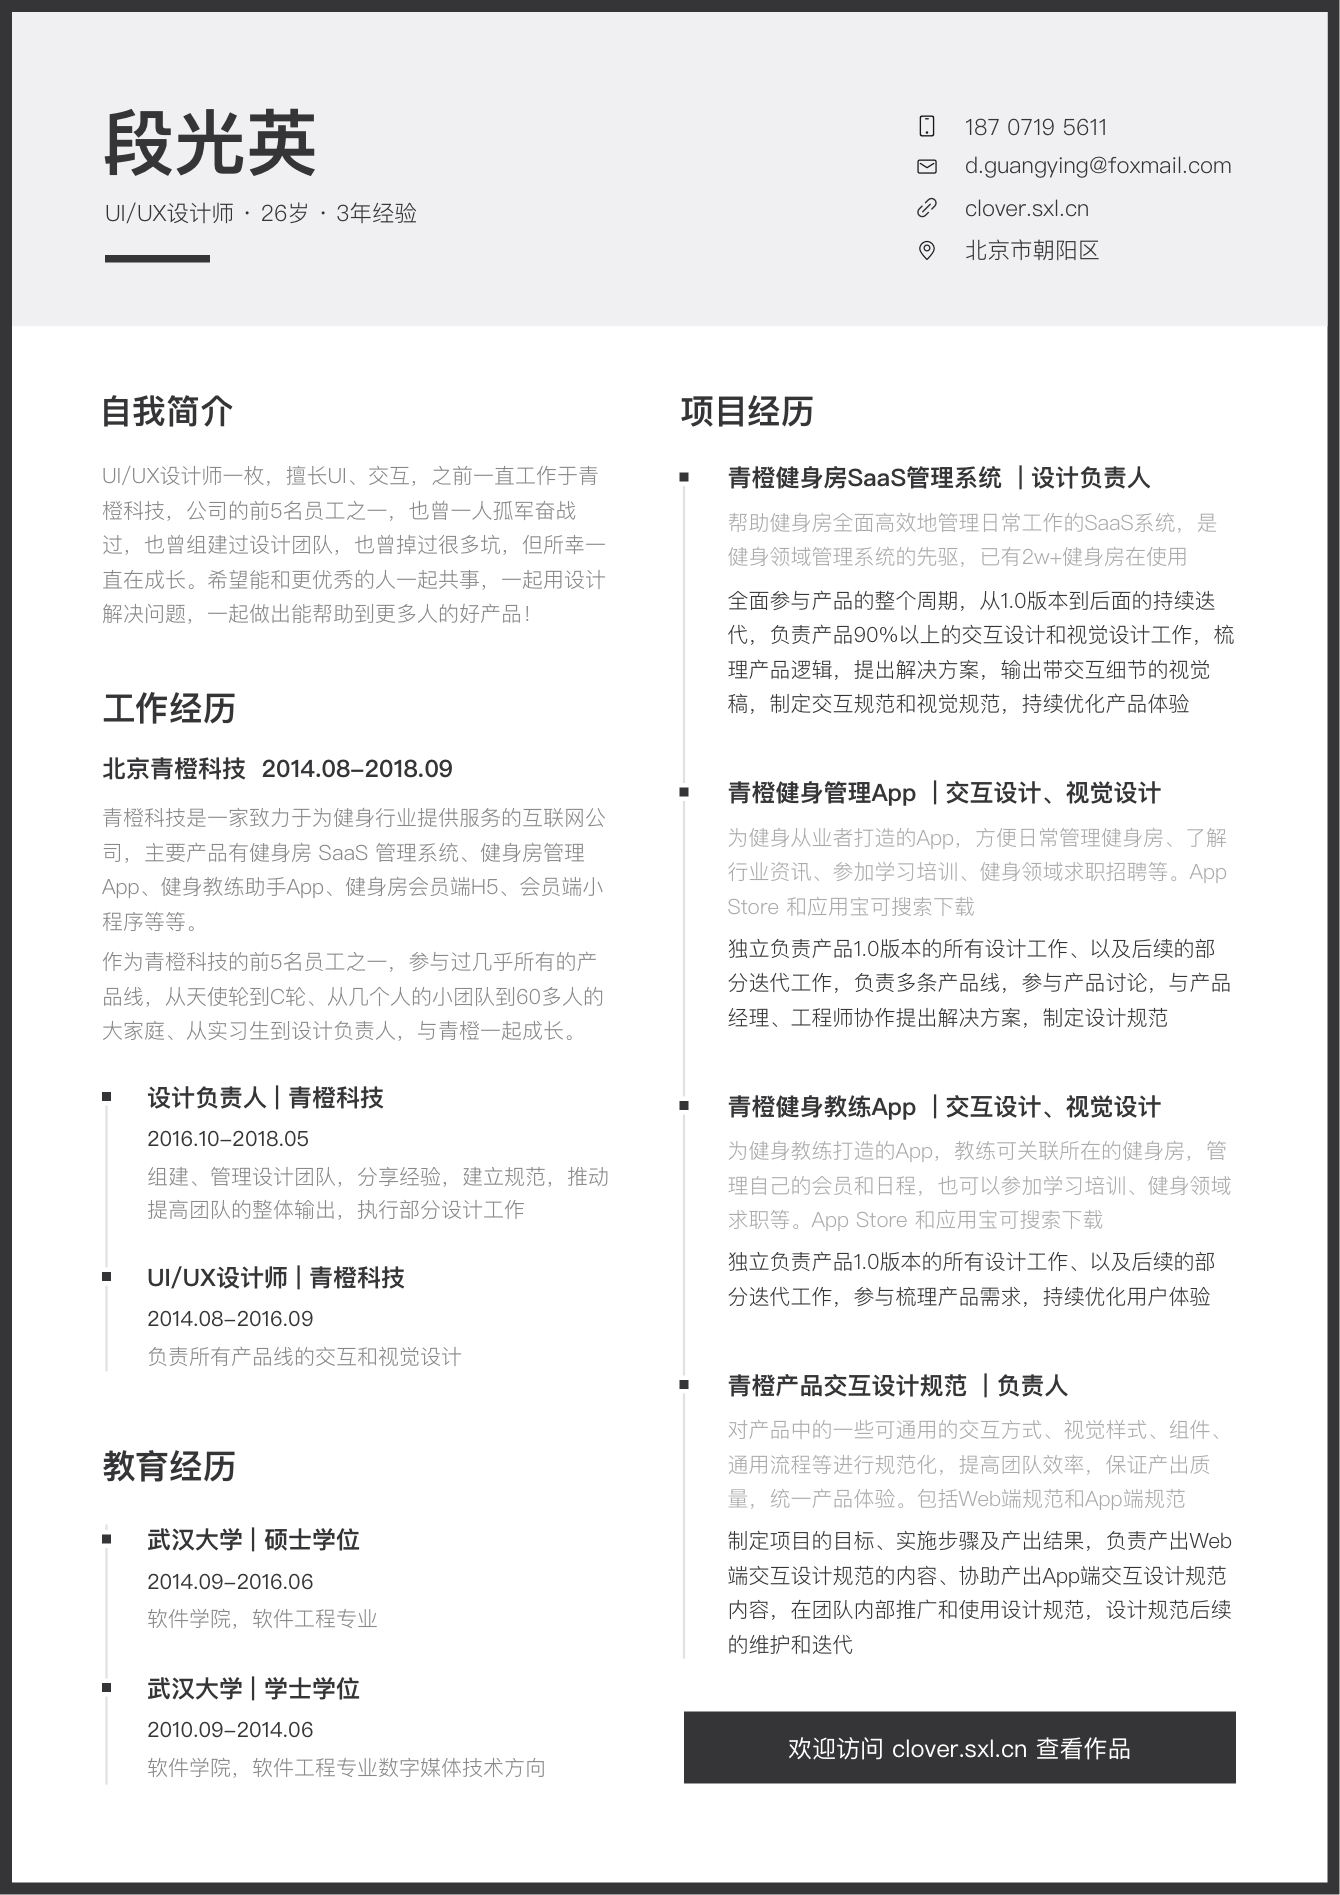 段光英
UI/UX设计师 · 26岁 · 3年经验
187 0719 5611
d.guangying@foxmail.com
clover.sxl.cn
北京市朝阳区
自我简介
UI/UX设计师一枚，擅长UI、交互，之前一直工作于青
橙科技，公司的前5名员工之一，也曾一人孤军奋战
过，也曾组建过设计团队，也曾掉过很多坑，但所幸一
直在成长。希望能和更优秀的人一起共事，一起用设计
解决问题，一起做出能帮助到更多人的好产品！
工作经历
北京青橙科技 2014.08–2018.09
青橙科技是一家致力于为健身行业提供服务的互联网公
司，主要产品有健身房 SaaS 管理系统、健身房管理
App、健身教练助手App、健身房会员端H5、会员端小
程序等等。
作为青橙科技的前5名员工之一，参与过几乎所有的产
品线，从天使轮到C轮、从几个人的小团队到60多人的
大家庭、从实习生到设计负责人，与青橙一起成长。
设计负责人 | 青橙科技
2016.10–2018.05
组建、管理设计团队，分享经验，建立规范，推动
提高团队的整体输出，执行部分设计工作
UI/UX设计师 | 青橙科技
2014.08–2016.09
负责所有产品线的交互和视觉设计
教育经历
武汉大学 | 硕士学位
2014.09–2016.06
软件学院，软件工程专业
武汉大学 | 学士学位
2010.09–2014.06
软件学院，软件工程专业数字媒体技术方向
项目经历
青橙健身房SaaS管理系统 | 设计负责人
帮助健身房全面高效地管理日常工作的SaaS系统，是
健身领域管理系统的先驱，已有2w+健身房在使用
全面参与产品的整个周期，从1.0版本到后面的持续迭
代，负责产品90%以上的交互设计和视觉设计工作，梳
理产品逻辑，提出解决方案，输出带交互细节的视觉
稿，制定交互规范和视觉规范，持续优化产品体验
青橙健身管理App | 交互设计、视觉设计
为健身从业者打造的App，方便日常管理健身房、了解
行业资讯、参加学习培训、健身领域求职招聘等。App
Store 和应用宝可搜索下载
独立负责产品1.0版本的所有设计工作、以及后续的部
分迭代工作，负责多条产品线，参与产品讨论，与产品
经理、工程师协作提出解决方案，制定设计规范
青橙健身教练App | 交互设计、视觉设计
为健身教练打造的App，教练可关联所在的健身房，管
理自己的会员和日程，也可以参加学习培训、健身领域
求职等。App Store 和应用宝可搜索下载
独立负责产品1.0版本的所有设计工作、以及后续的部
分迭代工作，参与梳理产品需求，持续优化用户体验
青橙产品交互设计规范 | 负责人
对产品中的一些可通用的交互方式、视觉样式、组件、
通用流程等进行规范化，提高团队效率，保证产出质
量，统一产品体验。包括Web端规范和App端规范
制定项目的目标、实施步骤及产出结果，负责产出Web
端交互设计规范的内容、协助产出App端交互设计规范
内容，在团队内部推广和使用设计规范，设计规范后续
的维护和迭代
欢迎访问 clover.sxl.cn 查看作品